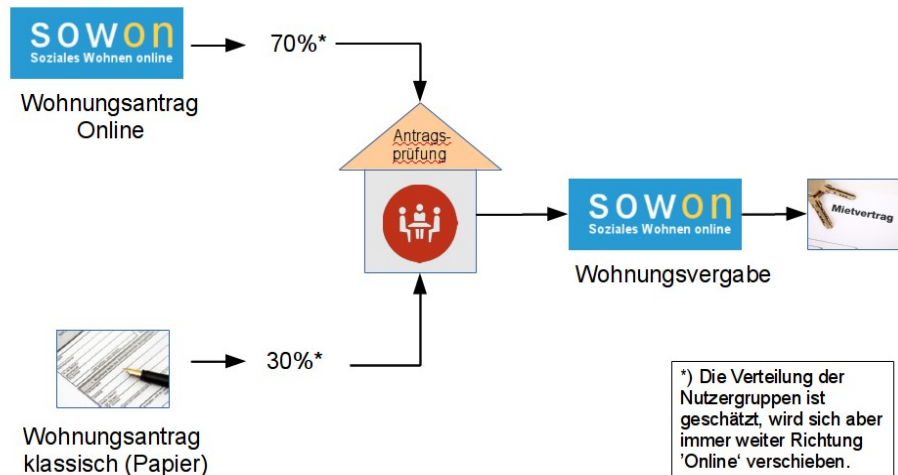 sowon
Soziales Wohnen online
70%*
Wohnungsantrag
Online
Antrags-
prüfung
sowon
Soziales Wohnen online
Mietvertrag
Wohnungsvergabe
30%*
Wohnungsantrag
klassisch (Papier)
*) Die Verteilung der
Nutzergruppen ist
geschätzt, wird sich aber
immer weiter Richtung
'Online' verschieben.